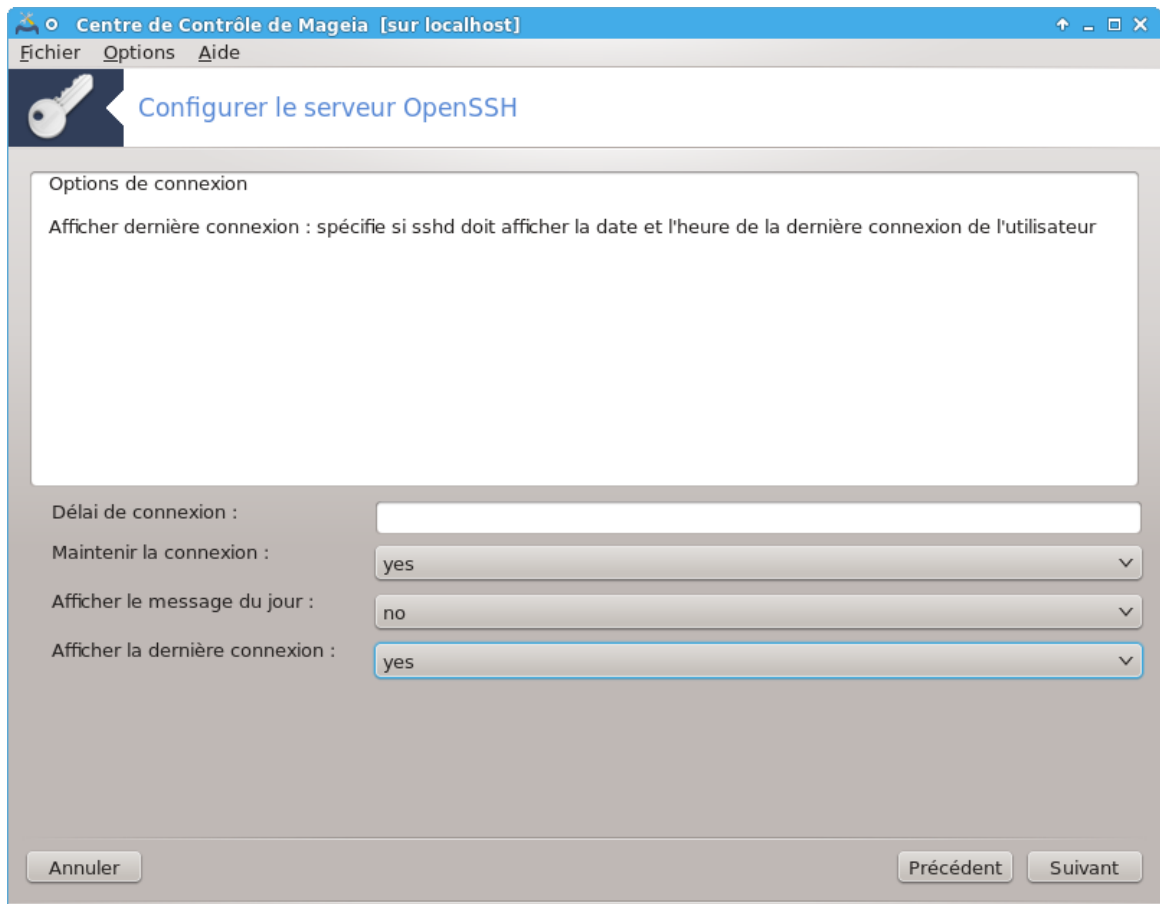 Centre de Contrôle de Mageia [sur localhost]
Fichier Options Aide
Configurer le serveur OpenSSH
Options de connexion
Afficher dernière connexion : spécifie si sshd doit afficher la date et l'heure de la dernière connexion de l'utilisateur
Délai de connexion :
Maintenir la connexion : yes
Afficher le message du jour : no
Afficher la dernière connexion : yes
Annuler Précédent Suivant